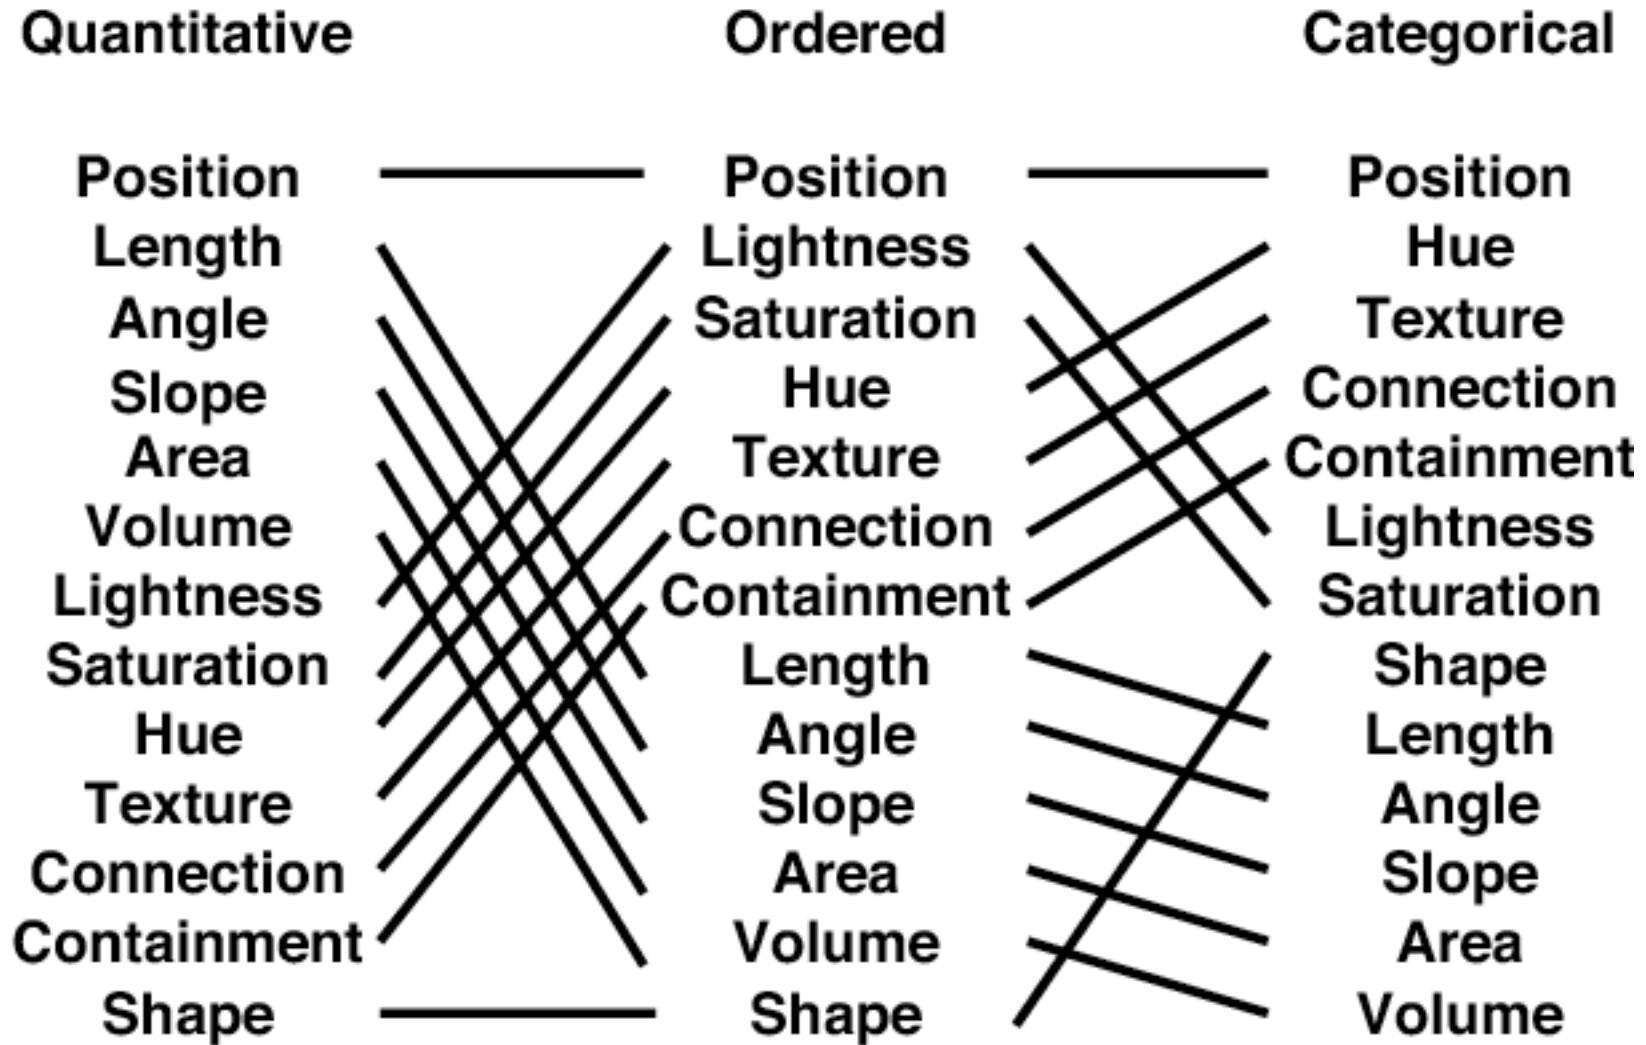 Quantitative Ordered Categorical
Position Position Position
Length Lightness Hue
Angle Saturation Texture
Slope Hue Connection
Area Texture Containment
Volume Connection Lightness
Lightness Containment Saturation
Saturation Length Shape
Hue Angle Length
Texture Slope Angle
Connection Area Slope
Containment Volume Area
Shape Shape Volume